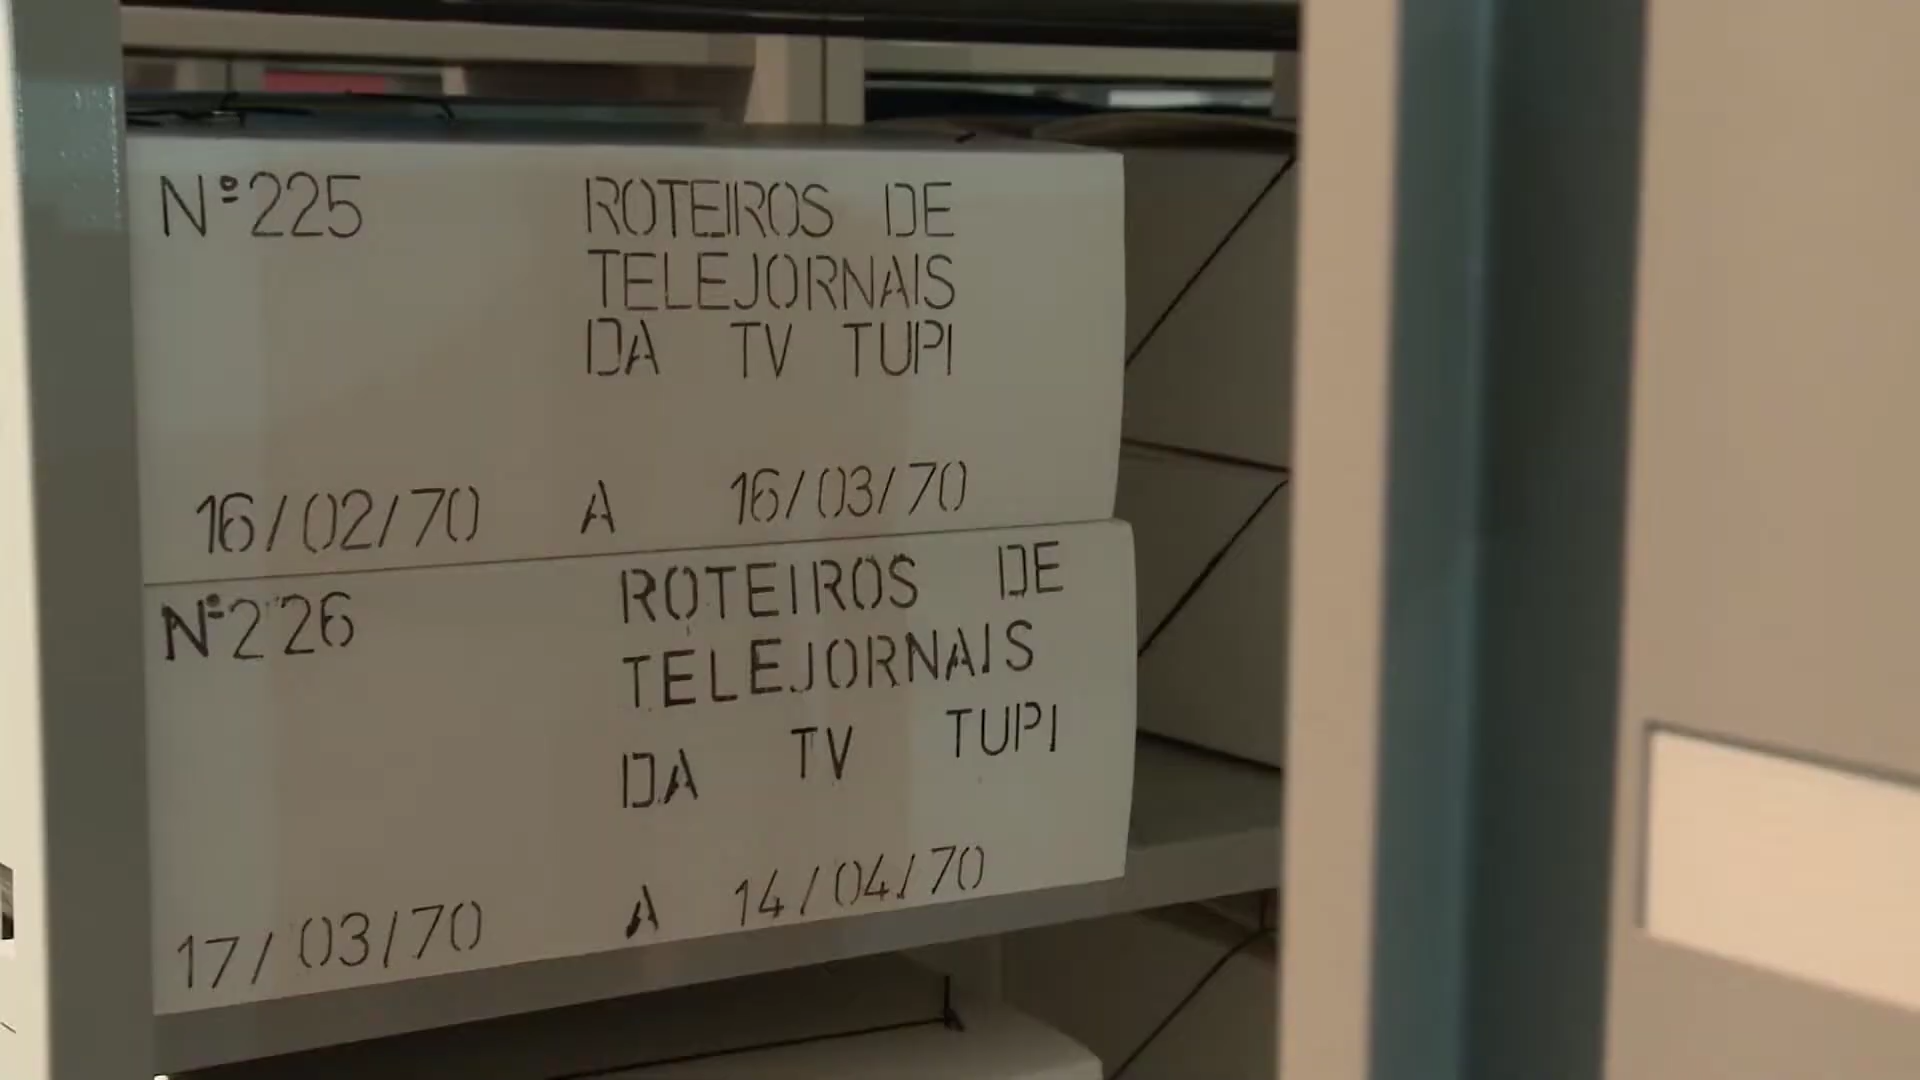 Nº225
ROTEIROS DE
TELEJORNAIS
DA TV TUPI
16/02/70 A 16/03/70
Nº226
ROTEIROS DE
TELEJORNAIS
DA TV TUPI
17/03/70 A 14/04/70